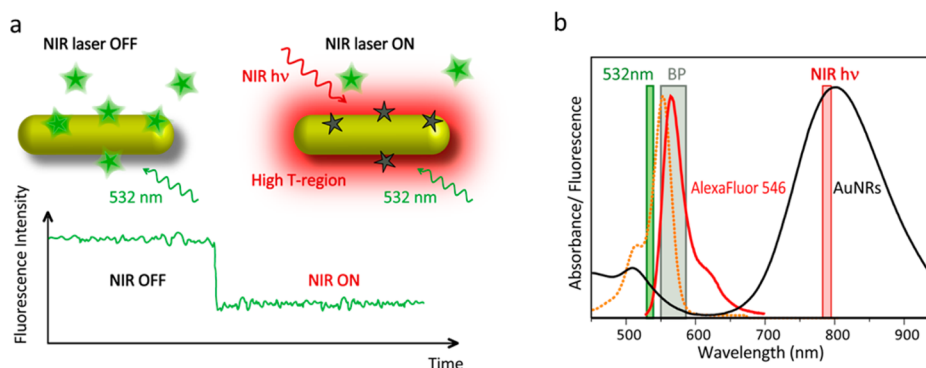 a
NIR laser OFF
NIR laser ON
NIR hν
High T-region
532 nm
532 nm
Fluorescence Intensity
NIR OFF
NIR ON
Time
b
532nm
BP
NIR hν
AlexaFluor 546
AuNRs
Absorbance/ Fluorescence
500
600
700
800
900
Wavelength (nm)